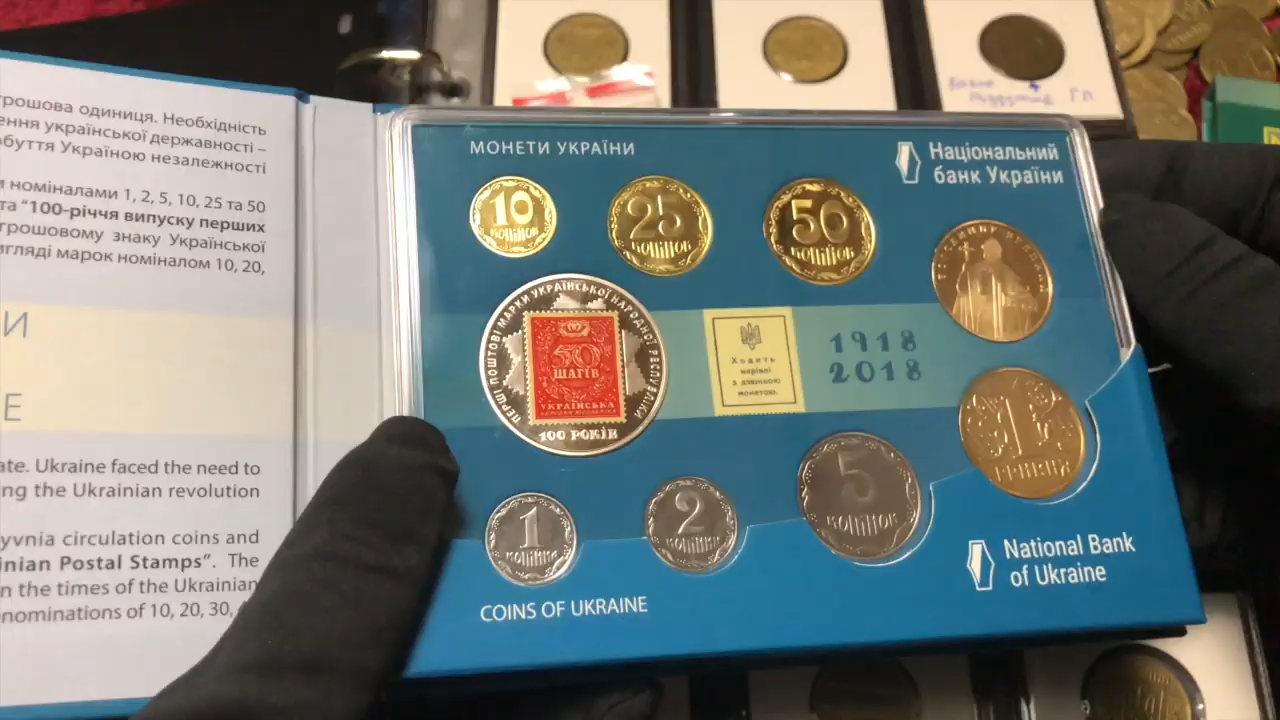 грошова одиниця. Необхідність
ення української державності –
буття Україною незалежності
номіналами 1, 2, 5, 10, 25 та 50
та "100-річчя випуску перших
грошовому знаку Української
игляді марок номіналом 10, 20,
И
Е
ate. Ukraine faced the need to
ing the Ukrainian revolution
yvnia circulation coins and
inian Postal Stamps". The
n the times of the Ukrainian
nominations of 10, 20, 30,
МОНЕТИ УКРАЇНИ
Національний
банк України
10
КОПІЙОК
25
КОПІЙОК
50
КОПІЙОК
ПЕРШІ ПОШТОВІ МАРКИ УКРАЇНСЬКОЇ НАРОДНОЇ РЕСПУБЛІКИ
50
ШАГІВ
УКРАЇНСЬКА
100 РОКІВ
Ходить
нарівні
з дзвінкою
монетою.
1918
2018
1
ГРИВНЯ
1
КОПІЙКА
2
КОПІЙКИ
5
КОПІЙОК
National Bank
of Ukraine
COINS OF UKRAINE
ГП